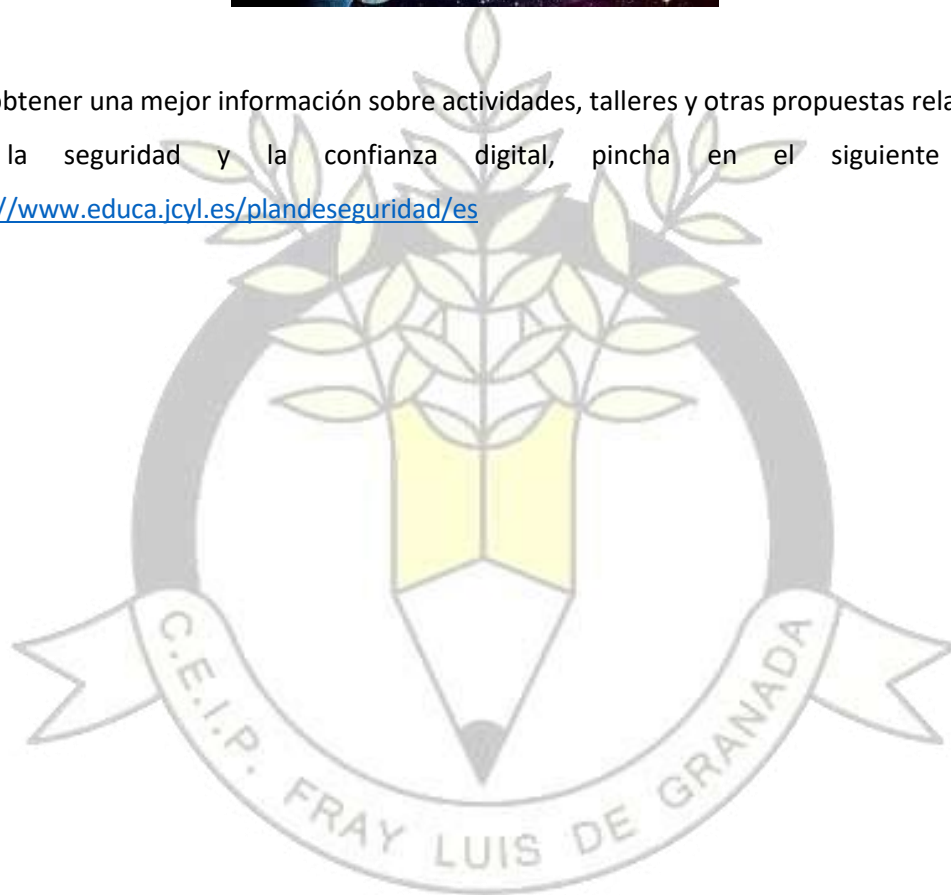 btener una mejor información sobre actividades, talleres y otras propuestas rela
la seguridad y la confianza digital, pincha en el siguiente
//www.educa.jcyl.es/plandeseguridad/es
C.E.I.P. FRAY LUIS DE GRANADA